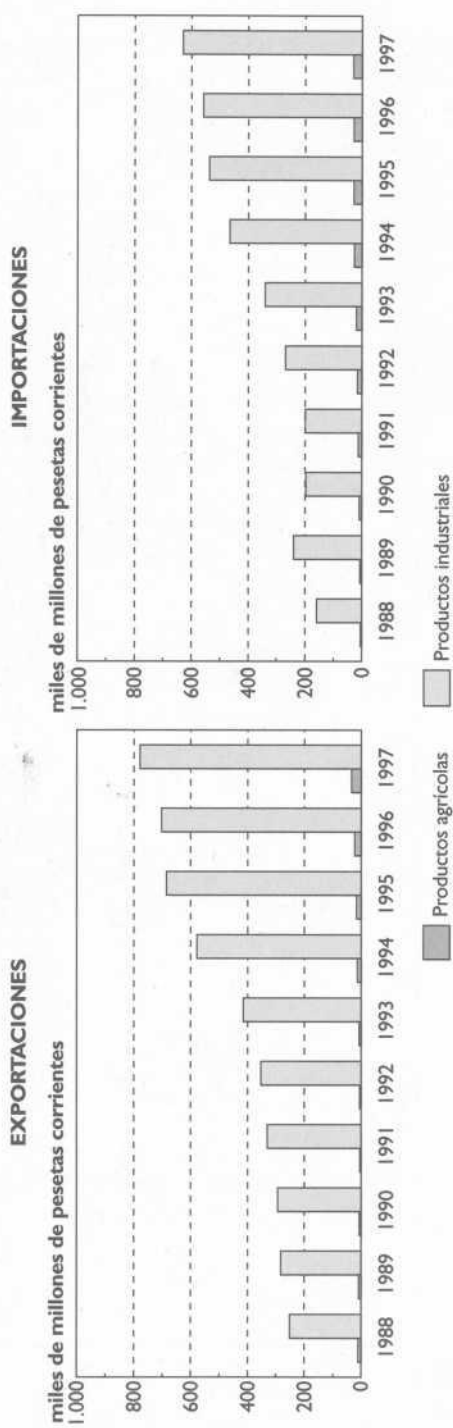 EXPORTACIONES
miles de millones de pesetas corrientes
1.000
800
600
400
200
0
1988 1989 1990 1991 1992 1993 1994 1995 1996 1997
IMPORTACIONES
miles de millones de pesetas corrientes
1.000
800
600
400
200
0
1988 1989 1990 1991 1992 1993 1994 1995 1996 1997
Productos agrícolas Productos industriales